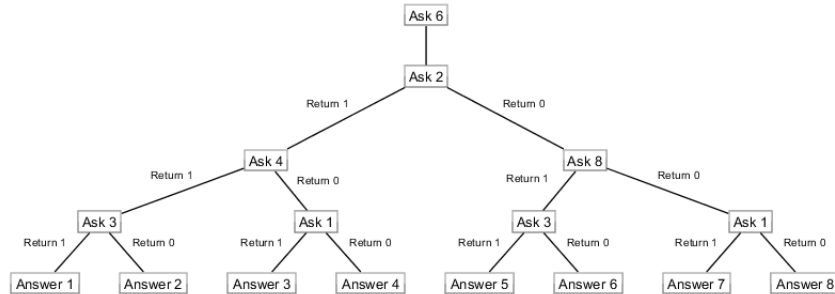 Ask 6
Ask 2
Return 1
Return 0
Ask 4
Ask 8
Return 1
Return 0
Return 1
Return 0
Ask 3
Ask 1
Ask 3
Ask 1
Return 1
Return 0
Return 1
Return 0
Return 1
Return 0
Return 1
Return 0
Answer 1
Answer 2
Answer 3
Answer 4
Answer 5
Answer 6
Answer 7
Answer 8